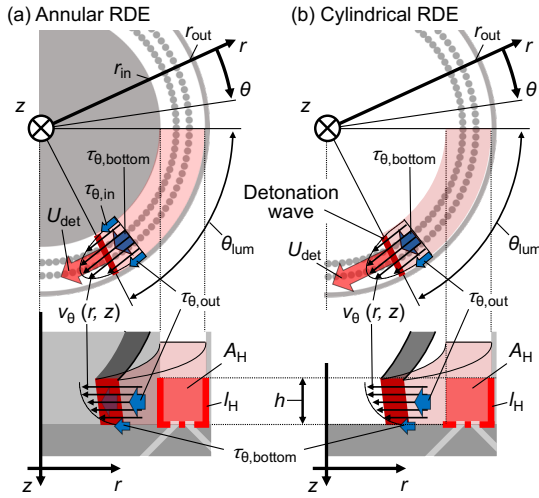 (a) Annular RDE
r_out
r
r_in
θ
z
τ_θ,bottom
τ_θ,in
U_det
θ_lum
τ_θ,out
v_θ (r, z)
A_H
h
l_H
τ_θ,bottom
z
r
(b) Cylindrical RDE
r_out
r
θ
z
τ_θ,bottom
Detonation
wave
U_det
θ_lum
τ_θ,out
v_θ (r, z)
A_H
l_H
z
r